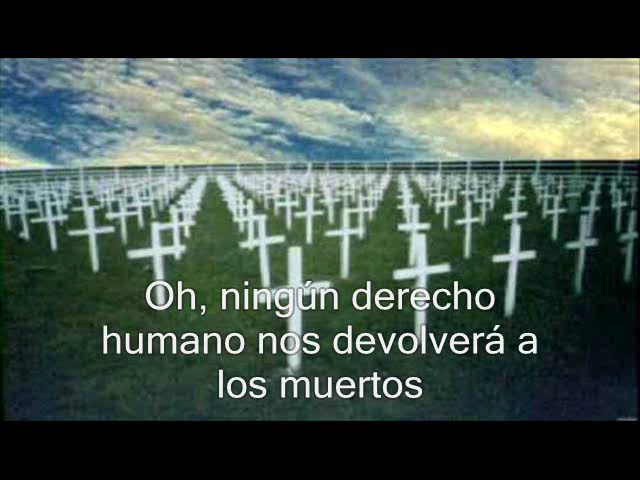 Oh, ningún derecho
humano nos devolverá a
los muertos